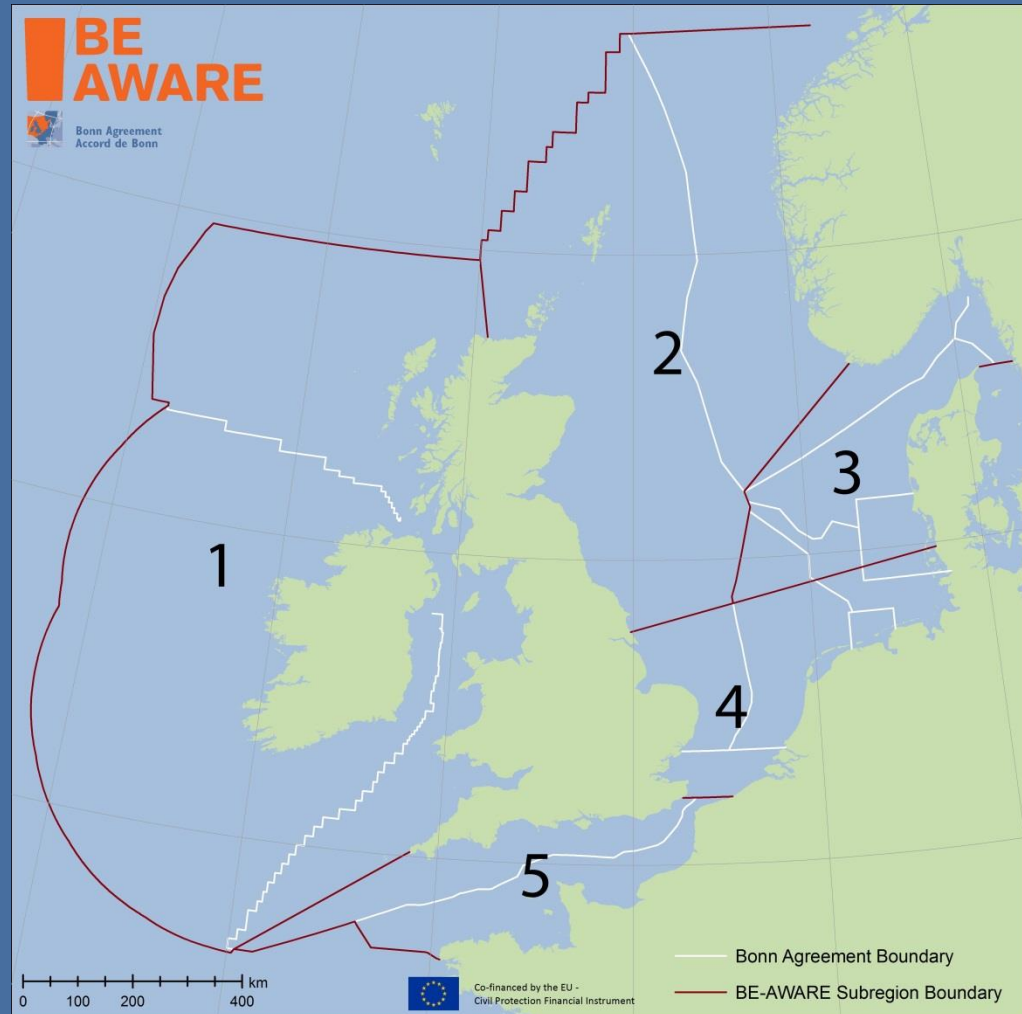 BE
AWARE
Bonn Agreement
Accord de Bonn
2
3
1
4
5
Bonn Agreement Boundary
BE-AWARE Subregion Boundary
km
0 100 200 400
Co-financed by the EU -
Civil Protection Financial Instrument